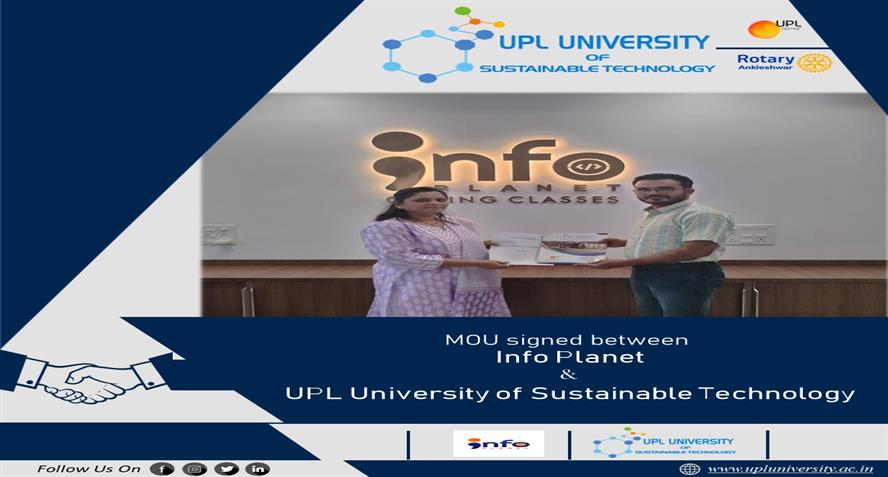 UPL UNIVERSITY
OF
SUSTAINABLE TECHNOLOGY
UPL
Rotary
Ankleshwar
info
PLANET
CLASSES
MOU signed between
Info Planet
&
UPL University of Sustainable Technology
info
PLANET
UPL UNIVERSITY
OF
SUSTAINABLE TECHNOLOGY
Follow Us On
www.upluniversity.ac.in